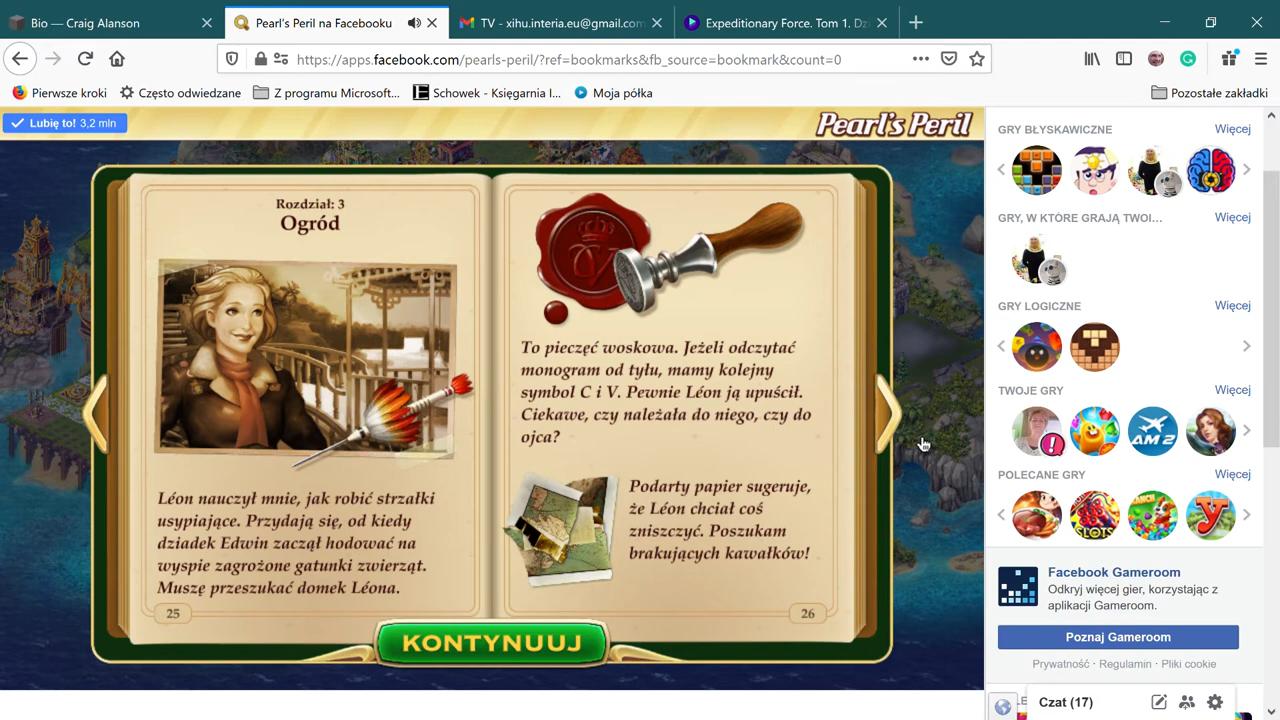 Bio — Craig Alanson
Pearl's Peril na Facebooku
TV - xihu.interia.eu@gmail.com
Expeditionary Force. Tom 1. Dz
https://apps.facebook.com/pearls-peril/?ref=bookmarks&fb_source=bookmark&count=0
Pierwsze kroki
Często odwiedzane
Z programu Microsoft...
Schowek - Księgarnia I...
Moja półka
Pozostałe zakładki
Lubię to! 3,2 mln
Pearl's Peril
Rozdział: 3
Ogród
Léon nauczył mnie, jak robić strzałki
usypiające. Przydają się, od kiedy
dziadek Edwin zaczął hodować na
wyspie zagrożone gatunki zwierząt.
Muszę przeszukać domek Léona.
25
To pieczęć woskowa. Jeżeli odczytać
monogram od tyłu, mamy kolejny
symbol C i V. Pewnie Léon ją upuścił.
Ciekawe, czy należała do niego, czy do
ojca?
Podarty papier sugeruje,
że Léon chciał coś
zniszczyć. Poszukam
brakujących kawałków!
26
KONTYNUUJ
GRY BŁYSKAWICZNE
Więcej
GRY, W KTÓRE GRAJĄ TWOI...
Więcej
GRY LOGICZNE
Więcej
TWOJE GRY
Więcej
AM2
POLECANE GRY
Więcej
SLOTS
Y
Facebook Gameroom
Odkryj więcej gier, korzystając z
aplikacji Gameroom.
Poznaj Gameroom
Prywatność · Regulamin · Pliki cookie
Czat (17)